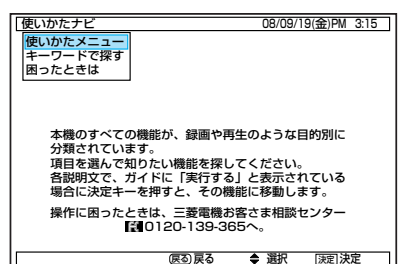 使いかたナビ 08/09/19(金)PM 3:15
使いかたメニュー
キーワードで探す
困ったときは
本機のすべての機能が、録画や再生のような目的別に
分類されています。
項目を選んで知りたい機能を探してください。
各説明文で、ガイドに「実行する」と表示されている
場合に決定キーを押すと、その機能に移動します。
操作に困ったときは、三菱電機お客さま相談センター
0120-139-365へ。
戻る 戻る 選択 決定 決定